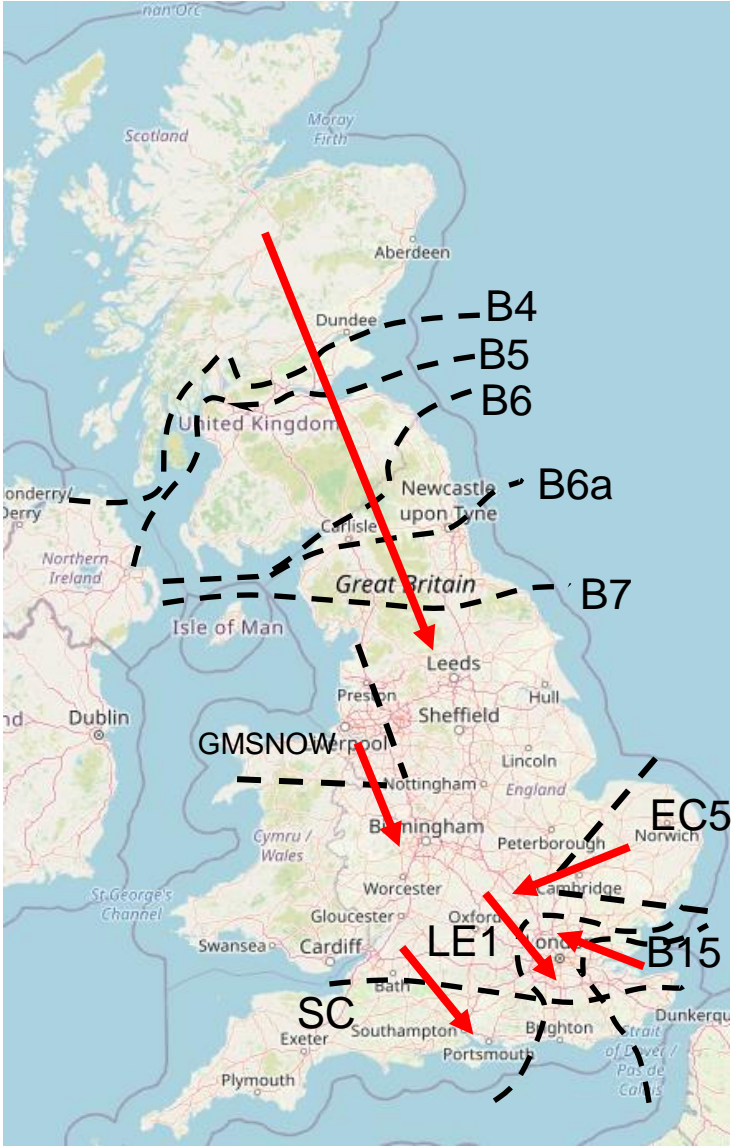 nan Orc
Moray
Firth
Scotland
Aberdeen
B4
Dundee
B5
B6
United Kingdom
B6a
onderry/
Derry
Newcastle
upon Tyne
Carlisle
Northern
Ireland
Great Britain
B7
Isle of Man
Leeds
Preston
Hull
nd
Dublin
Sheffield
GMSNOW
erpool
Lincoln
Nottingham
England
EC5
Norwich
Birmingham
Peterborough
Cymru /
Wales
Worcester
Cambridge
St George's
Channel
Gloucester
Oxford
LE1
Lond
B15
Swansea
Cardiff
Bath
SC
Southampton
Brighton
Dunkerqu
Exeter
Portsmouth
Strait
of Dover /
Pas de
Calais
Plymouth